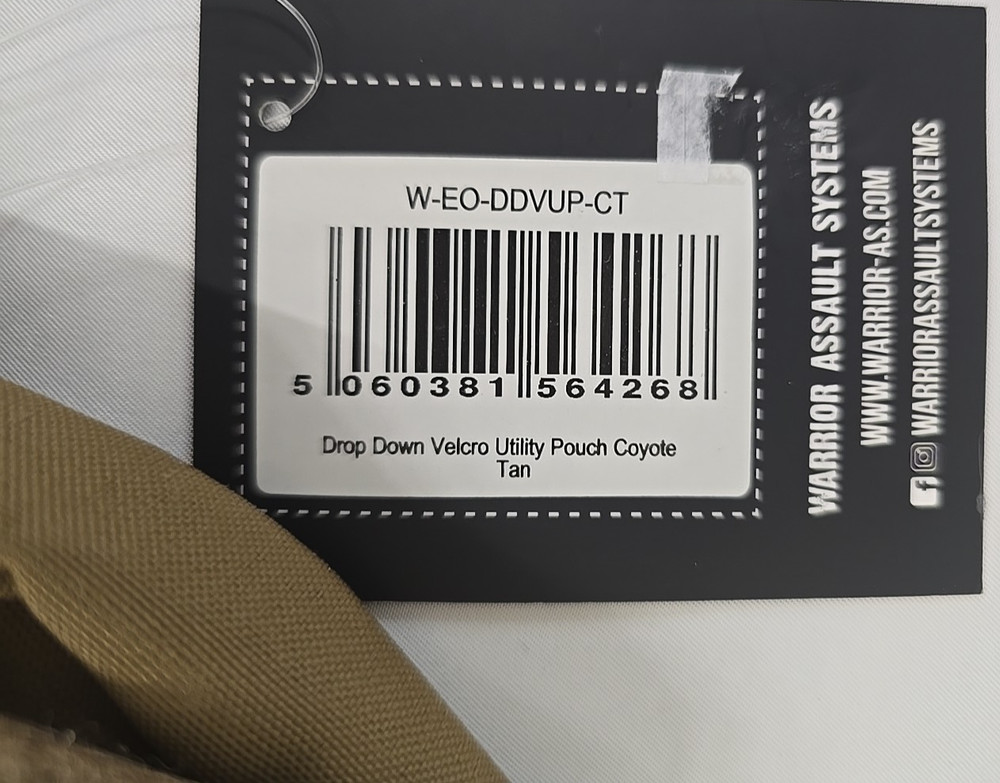 W-EO-DDVUP-CT
5 060381 564268
Drop Down Velcro Utility Pouch Coyote
Tan
WARRIOR ASSAULT SYSTEMS
WWW.WARRIOR-AS.COM
WARRIORASSAULTSYSTEMS